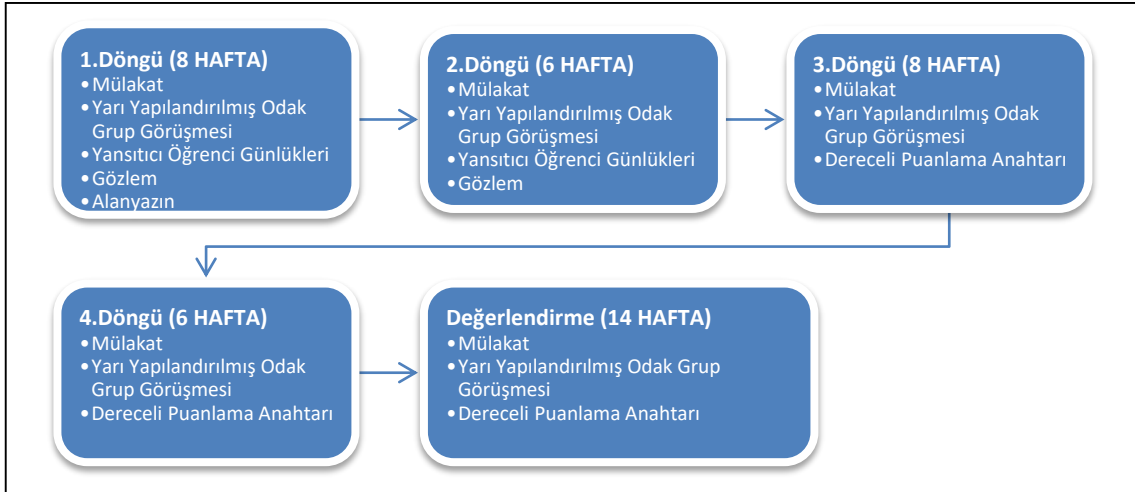 1.Döngü (8 HAFTA)
•Mülakat
•Yarı Yapılandırılmış Odak
Grup Görüşmesi
•Yansıtıcı Öğrenci Günlükleri
•Gözlem
•Alanyazın
2.Döngü (6 HAFTA)
•Mülakat
•Yarı Yapılandırılmış Odak
Grup Görüşmesi
•Yansıtıcı Öğrenci Günlükleri
•Gözlem
3.Döngü (8 HAFTA)
•Mülakat
•Yarı Yapılandırılmış Odak
Grup Görüşmesi
•Dereceli Puanlama Anahtarı
4.Döngü (6 HAFTA)
•Mülakat
•Yarı Yapılandırılmış Odak
Grup Görüşmesi
•Dereceli Puanlama Anahtarı
Değerlendirme (14 HAFTA)
•Mülakat
•Yarı Yapılandırılmış Odak Grup
Görüşmesi
•Dereceli Puanlama Anahtarı